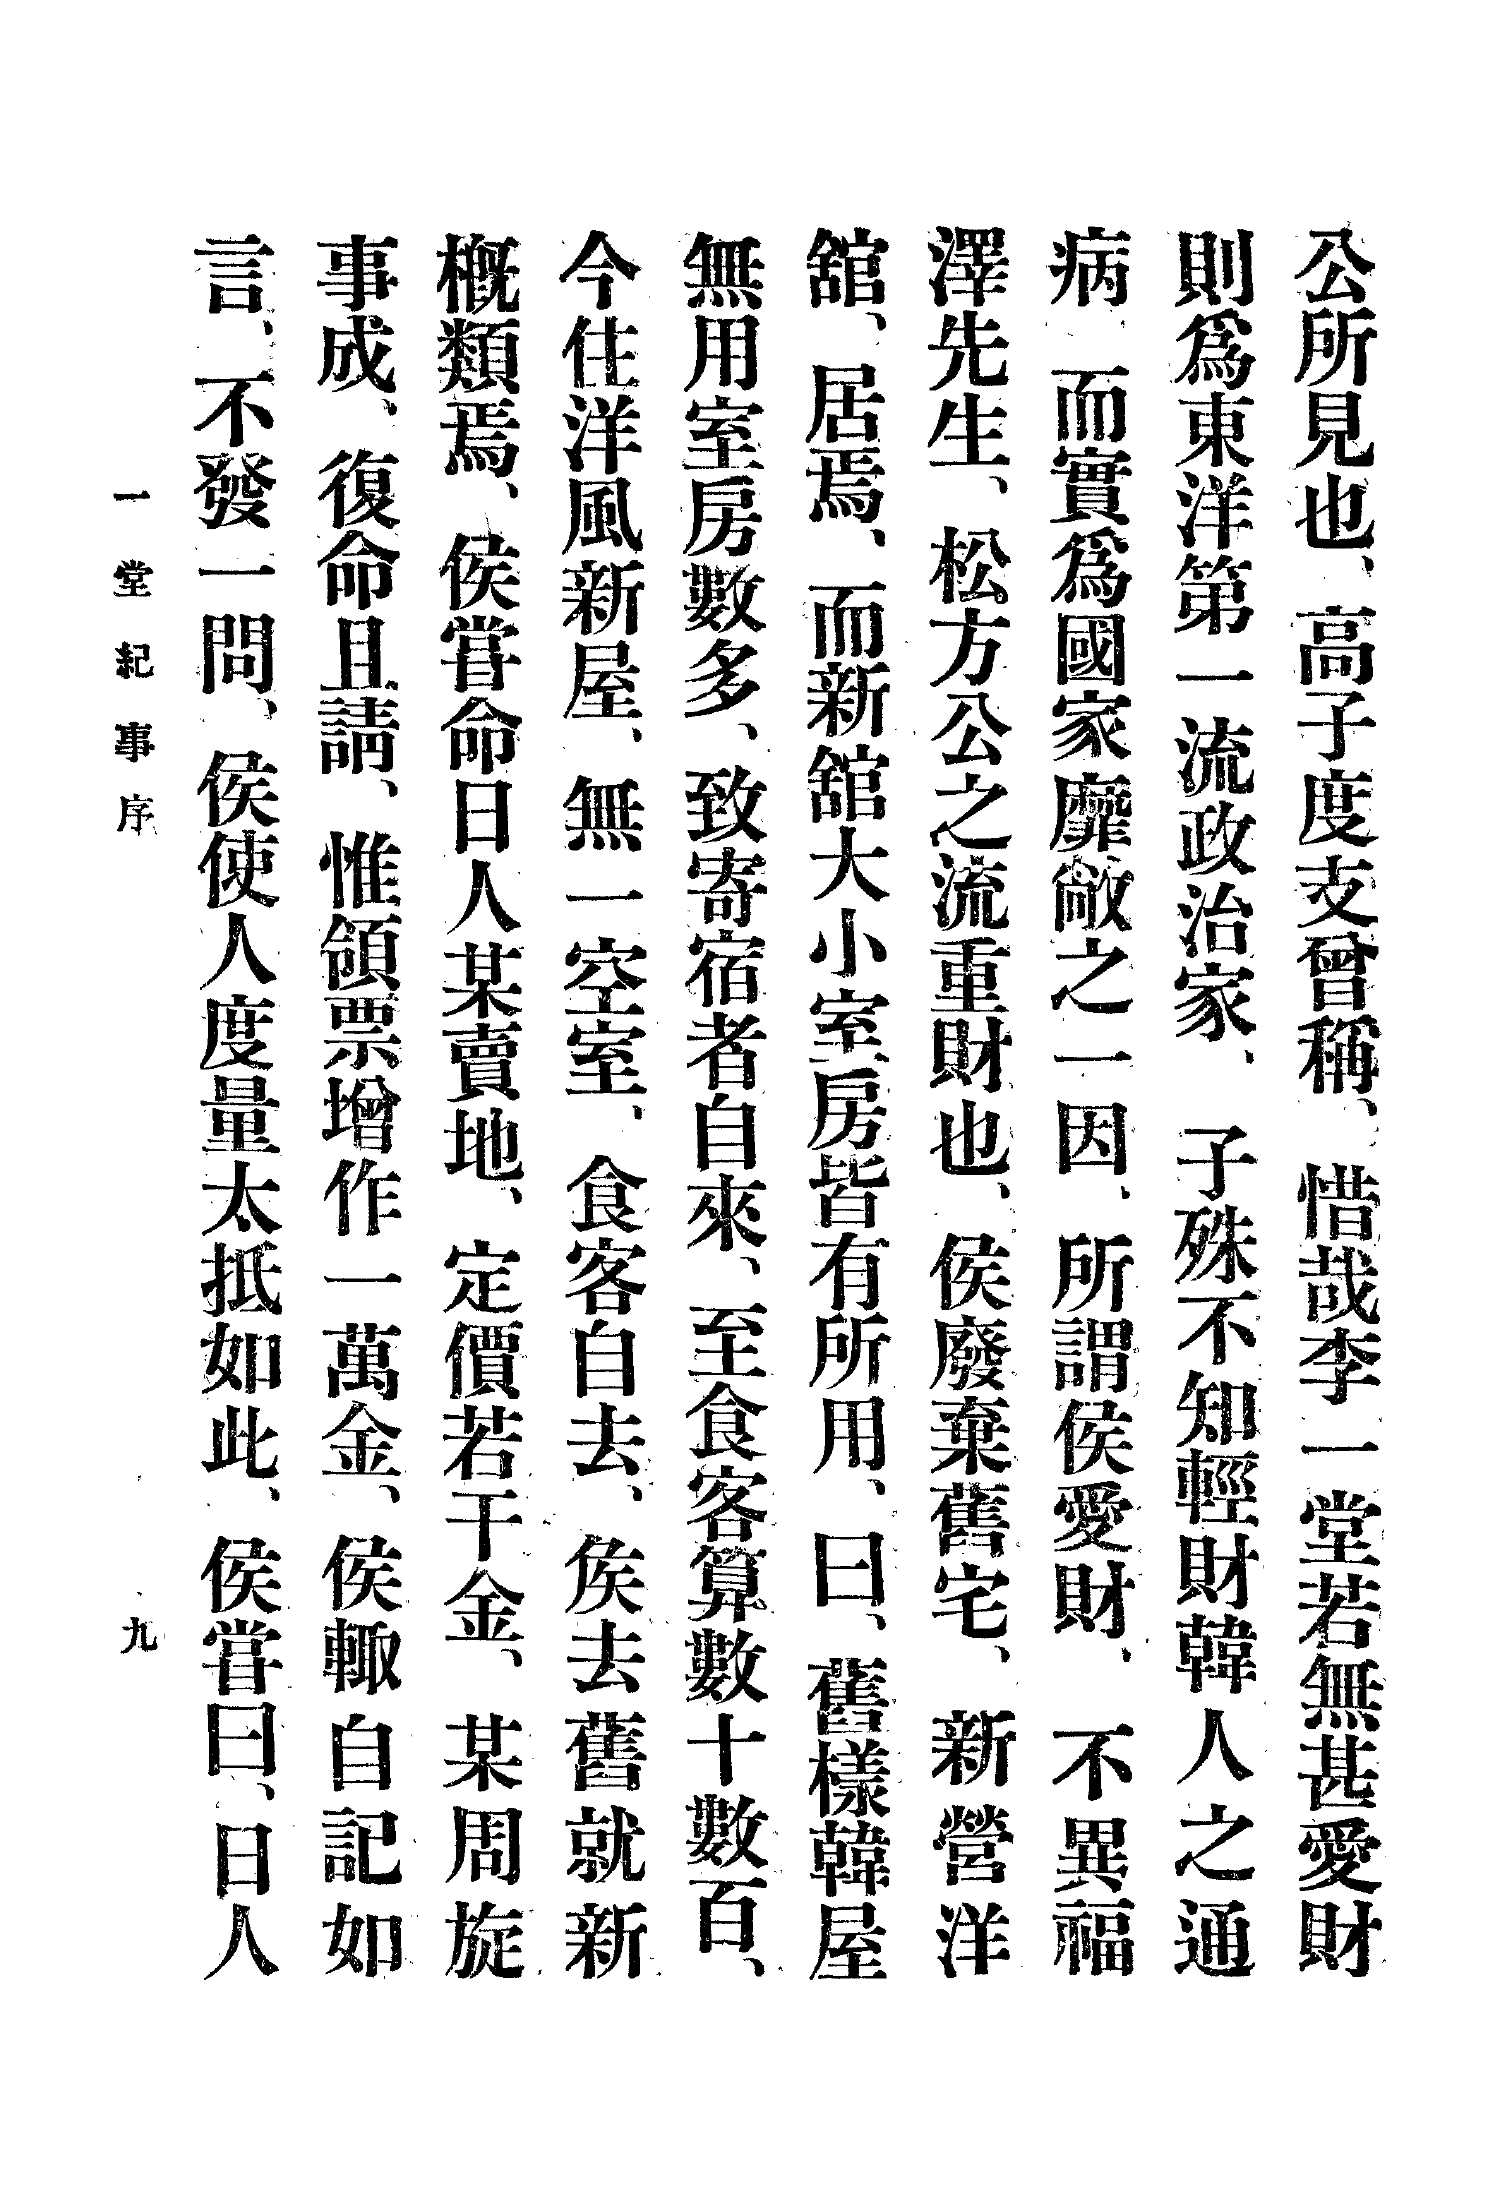 公所見也、高子度支曾稱、惜哉李一堂若無甚愛財
則爲東洋第一流政治家、子殊不知輕財韓人之通
病、而實爲國家靡敝之一因、所謂侯愛財、不異福
澤先生、松方公之流重財也、侯廢棄舊宅、新營洋
舘、居焉、而新舘大小室房皆有所用、曰、舊樣韓屋
無用室房數多、致寄宿者自來、至食客算數十數百、
今住洋風新屋、無一空室、食客自去、侯去舊就新
槪類焉、侯嘗命日人某賣地、定價若干金、某周旋
事成、復命且請、惟領票增作一萬金、侯輙自記如
言、不發一問、侯使人度量太抵如此、侯嘗曰、日人
一堂紀事序
九